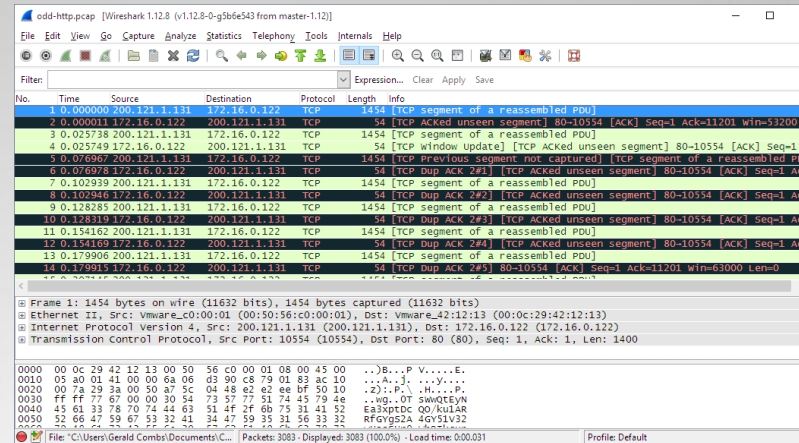 odd-http.pcap [Wireshark 1.12.8 (v1.12.8-0-g5b6e543 from master-1.12)]
File Edit View Go Capture Analyze Statistics Telephony Tools Internals Help
Filter: Expression... Clear Apply Save
No. Time Source Destination Protocol Length Info
1 0.000000 200.121.1.131 172.16.0.122 TCP 1454 [TCP segment of a reassembled PDU]
2 0.000011 172.16.0.122 200.121.1.131 TCP 54 [TCP ACKed unseen segment] 80→10554 [ACK] Seq=1 Ack=11201 Win=53200
3 0.025738 200.121.1.131 172.16.0.122 TCP 1454 [TCP segment of a reassembled PDU]
4 0.025749 172.16.0.122 200.121.1.131 TCP 54 [TCP Window Update] [TCP ACKed unseen segment] 80→10554 [ACK] Seq=1
5 0.076967 200.121.1.131 172.16.0.122 TCP 1454 [TCP Previous segment not captured] [TCP segment of a reassembled P
6 0.076978 172.16.0.122 200.121.1.131 TCP 54 [TCP Dup ACK 2#1] [TCP ACKed unseen segment] 80→10554 [ACK] Seq=1 A
7 0.102939 200.121.1.131 172.16.0.122 TCP 1454 [TCP segment of a reassembled PDU]
8 0.102946 172.16.0.122 200.121.1.131 TCP 54 [TCP Dup ACK 2#2] [TCP ACKed unseen segment] 80→10554 [ACK] Seq=1 A
9 0.128285 200.121.1.131 172.16.0.122 TCP 1454 [TCP segment of a reassembled PDU]
10 0.128319 172.16.0.122 200.121.1.131 TCP 54 [TCP Dup ACK 2#3] [TCP ACKed unseen segment] 80→10554 [ACK] Seq=1 A
11 0.154162 200.121.1.131 172.16.0.122 TCP 1454 [TCP segment of a reassembled PDU]
12 0.154169 172.16.0.122 200.121.1.131 TCP 54 [TCP Dup ACK 2#4] [TCP ACKed unseen segment] 80→10554 [ACK] Seq=1 A
13 0.179906 200.121.1.131 172.16.0.122 TCP 1454 [TCP segment of a reassembled PDU]
14 0.179915 172.16.0.122 200.121.1.131 TCP 54 [TCP Dup ACK 2#5] 80→10554 [ACK] Seq=1 Ack=11201 Win=63000 Len=0
Frame 1: 1454 bytes on wire (11632 bits), 1454 bytes captured (11632 bits)
Ethernet II, Src: Vmware_c0:00:01 (00:50:56:c0:00:01), Dst: Vmware_42:12:13 (00:0c:29:42:12:13)
Internet Protocol Version 4, Src: 200.121.1.131 (200.121.1.131), Dst: 172.16.0.122 (172.16.0.122)
Transmission Control Protocol, Src Port: 10554 (10554), Dst Port: 80 (80), Seq: 1, Ack: 1, Len: 1400
0000 00 0c 29 42 12 13 00 50 56 c0 00 01 08 00 45 00 ..)B...P V.....E.
0010 05 a0 01 41 00 00 6a 06 d3 90 c8 79 01 83 ac 10 ...A..j. ...y....
0020 00 7a 29 3a 00 50 a7 5c 04 48 e2 e2 ee bf 50 10 .z):.P.\ .H....P.
0030 ff ff 77 67 00 00 30 54 73 57 77 51 74 45 79 4e ..wg..0T sWwQtEyN
0040 45 61 33 78 70 74 44 63 51 4f 2f 6b 75 31 41 52 Ea3xptDc QO/ku1AR
0050 52 66 47 59 67 53 32 41 34 47 59 35 31 56 33 32 RfGYgS2A 4GY51V32
File: "C:\Users\Gerald Combs\Documents\C... Packets: 3083 · Displayed: 3083 (100.0%) · Load time: 0:00.031 Profile: Default